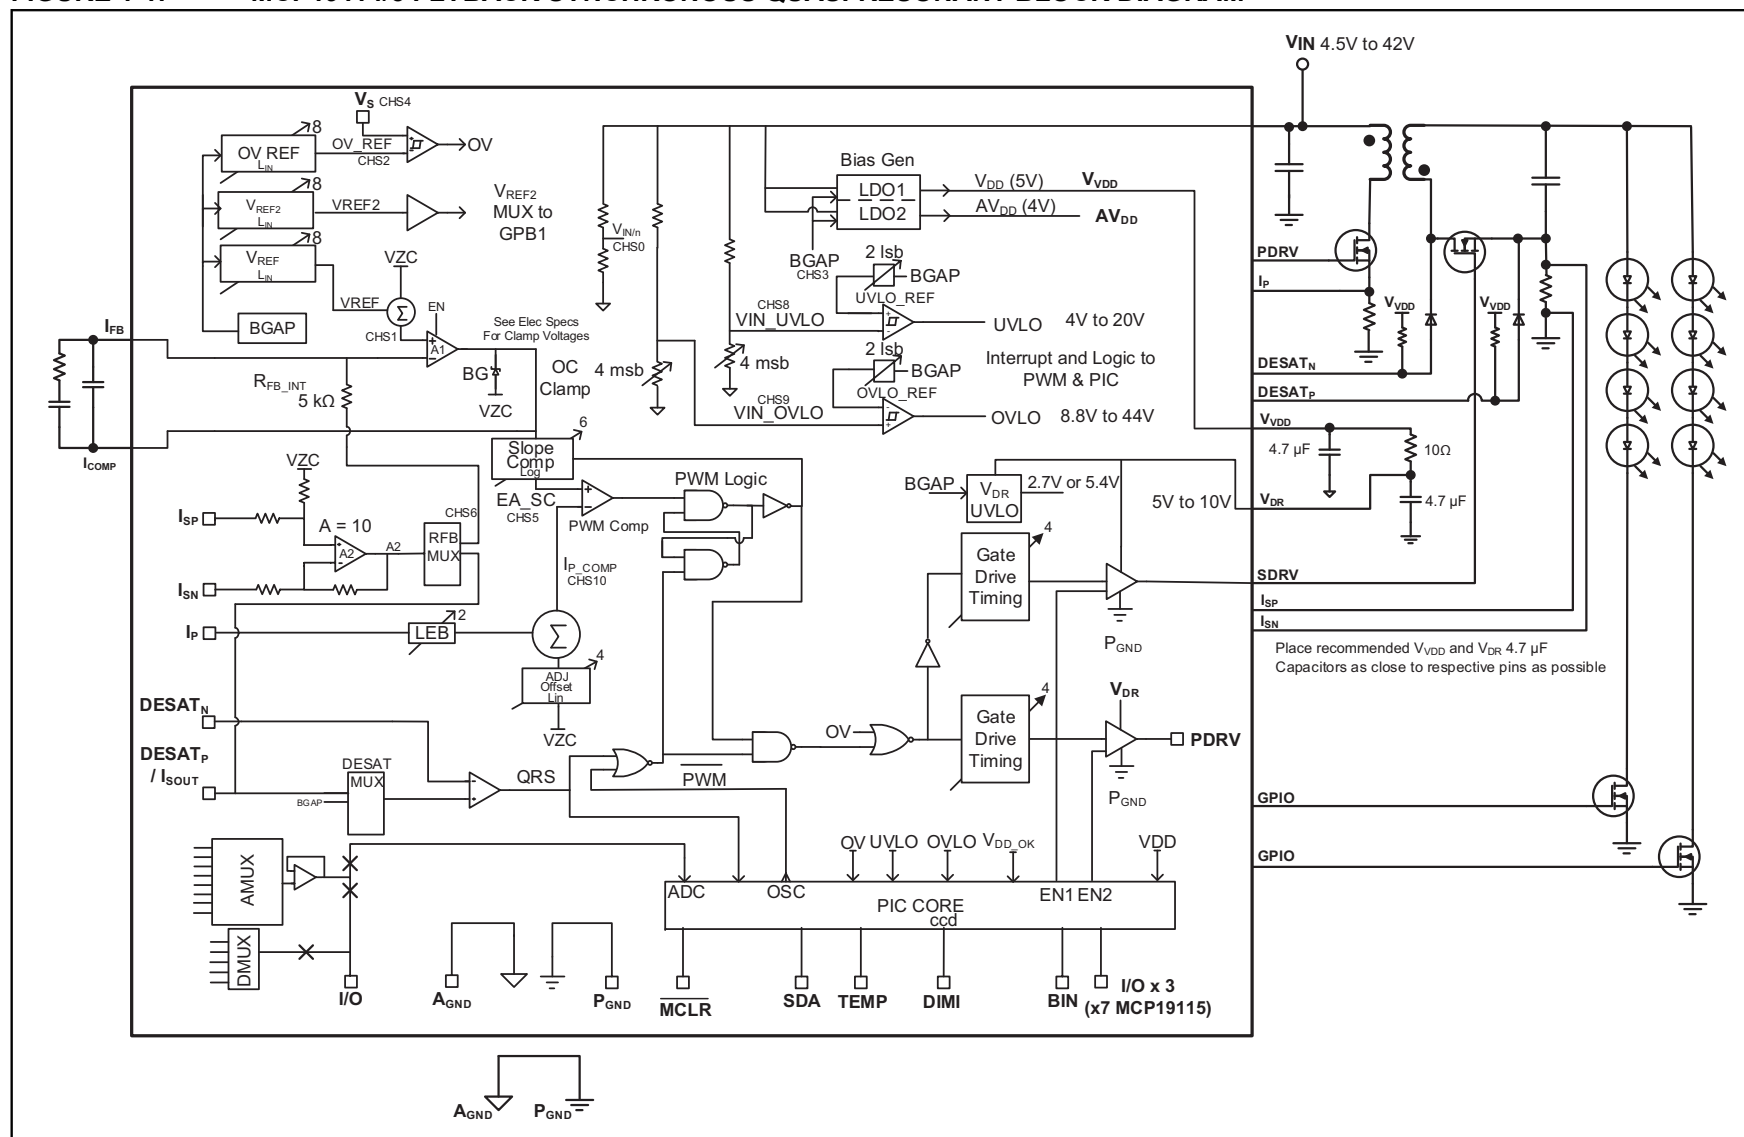 VIN 4.5V to 42V
VS CHS4
8
OV REF
LIN
OV_REF
CHS2
OV
8
VREF2
LIN
VREF2
VREF2
MUX to
GPB1
8
VREF
LIN
VREF
VZC
Σ
CHS1
BGAP
EN
A1
See Elec Specs
For Clamp Voltages
BG
VZC
OC
Clamp
IFB
RFB_INT
5 kΩ
ICOMP
VIN/n
CHS0
4 msb
4 msb
Bias Gen
LDO1
LDO2
VDD (5V)
VVDD
AVDD (4V)
AVDD
BGAP
CHS3
2 lsb
BGAP
UVLO_REF
CHS8
VIN_UVLO
UVLO
4V to 20V
2 lsb
BGAP
OVLO_REF
Interrupt and Logic to
PWM & PIC
CHS9
VIN_OVLO
OVLO
8.8V to 44V
PDRV
IP
VVDD
VVDD
DESATN
DESATP
VVDD
4.7 µF
10Ω
VDR
4.7 µF
5V to 10V
VZC
ISP
A = 10
A2
A2
CHS6
RFB
MUX
ISN
6
Slope
Comp
Log
EA_SC
CHS5
PWM Comp
PWM Logic
IP_COMP
CHS10
BGAP
VDR
UVLO
2.7V or 5.4V
4
Gate
Drive
Timing
PGND
SDRV
ISP
ISN
Place recommended VVDD and VDR 4.7 µF
Capacitors as close to respective pins as possible
IP
LEB
2
Σ
4
ADJ
Offset
Lin
VZC
DESATN
DESATP
/ ISOUT
DESAT
MUX
BGAP
QRS
PWM
OV
4
Gate
Drive
Timing
VDR
PGND
PDRV
GPIO
GPIO
AMUX
DMUX
I/O
AGND
PGND
OV
UVLO
OVLO
VDD_OK
VDD
ADC
OSC
PIC CORE
ccd
EN1
EN2
MCLR
SDA
TEMP
DIMI
BIN
I/O x 3
(x7 MCP19115)
AGND
PGND